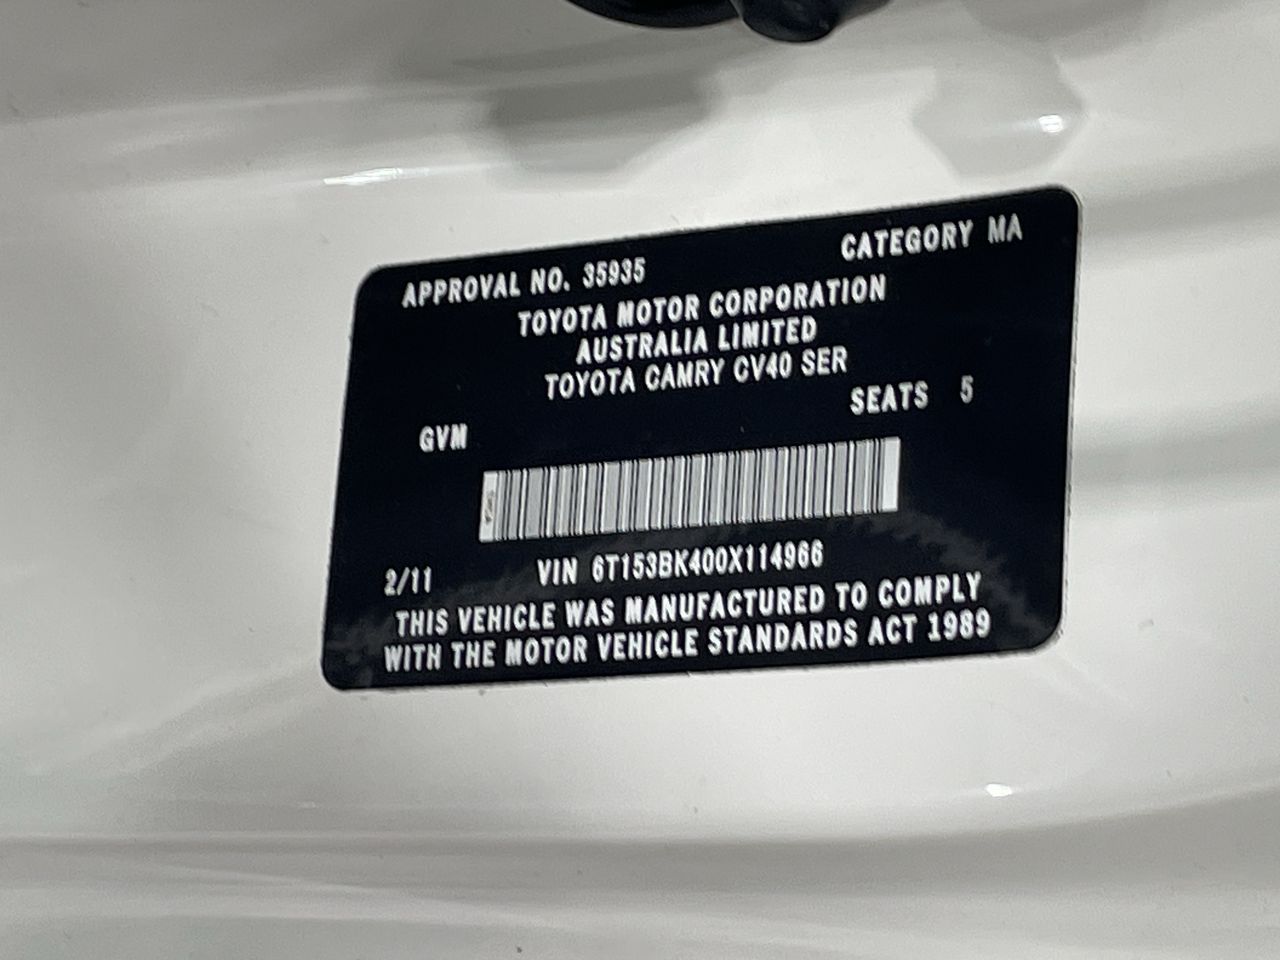 APPROVAL NO. 35935 CATEGORY MA
TOYOTA MOTOR CORPORATION
AUSTRALIA LIMITED
TOYOTA CAMRY CV40 SER
SEATS 5
GVM
2/11 VIN 6T153BK400X114966
THIS VEHICLE WAS MANUFACTURED TO COMPLY
WITH THE MOTOR VEHICLE STANDARDS ACT 1989